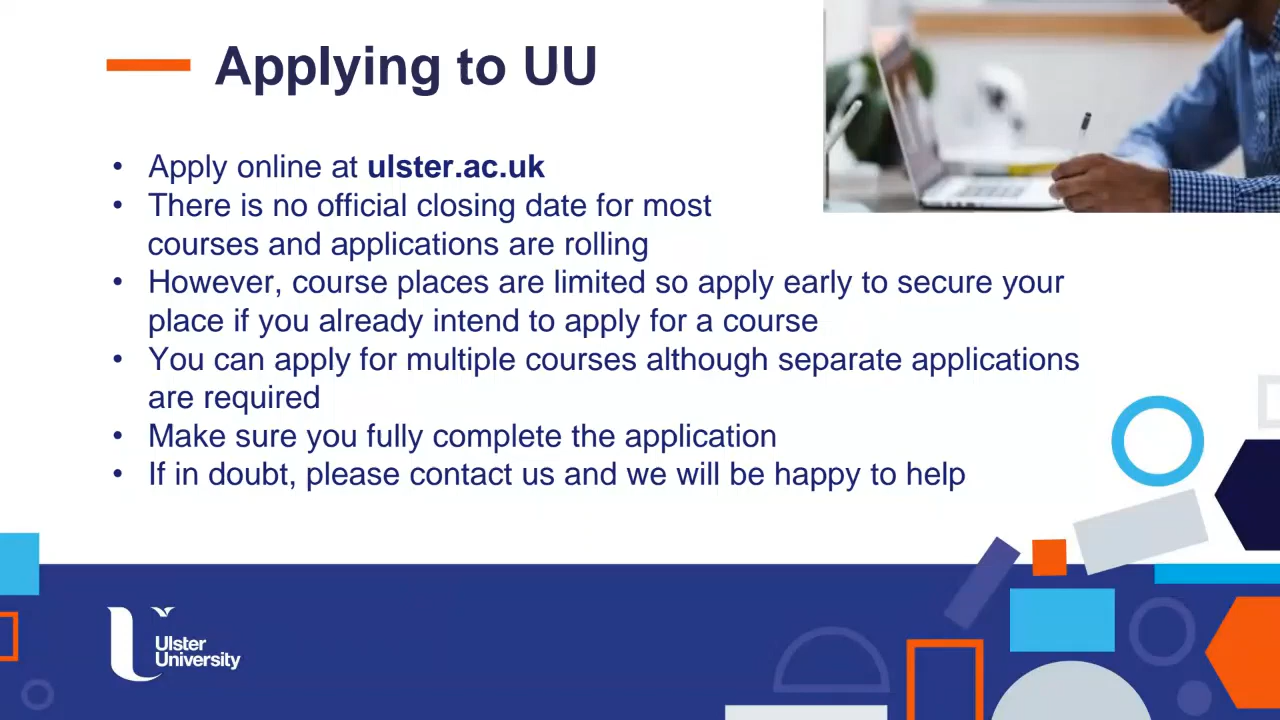 Applying to UU
• Apply online at ulster.ac.uk
• There is no official closing date for most
courses and applications are rolling
• However, course places are limited so apply early to secure your
place if you already intend to apply for a course
• You can apply for multiple courses although separate applications
are required
• Make sure you fully complete the application
• If in doubt, please contact us and we will be happy to help
Ulster
University